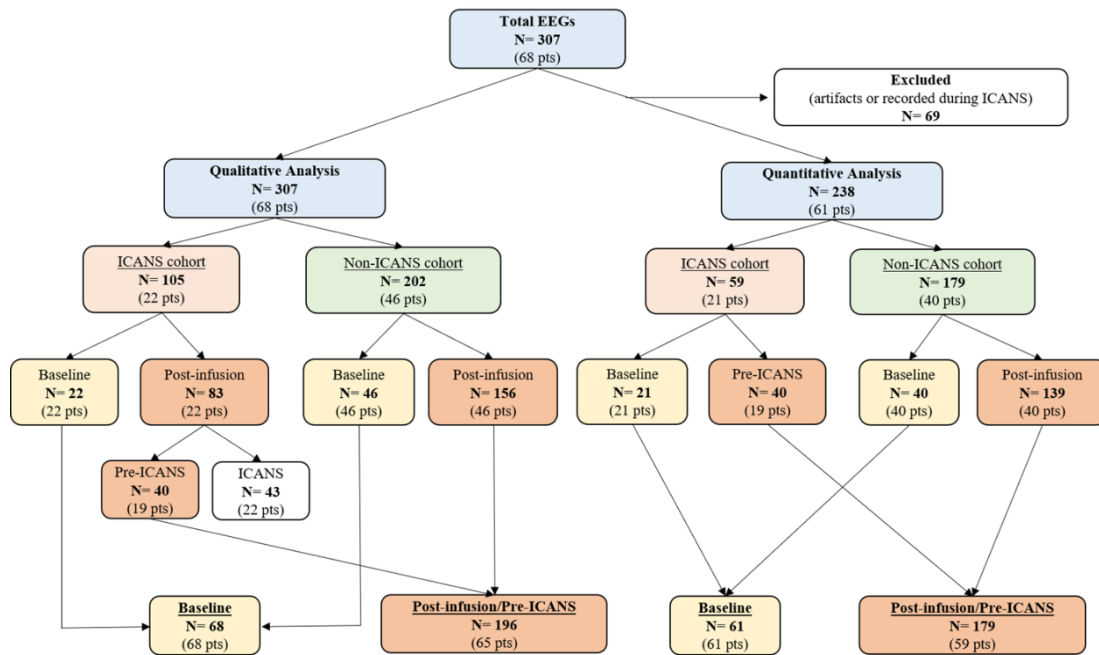 Total EEGs
N= 307
(68 pts)
Excluded
(artifacts or recorded during ICANS)
N= 69
Qualitative Analysis
N= 307
(68 pts)
Quantitative Analysis
N= 238
(61 pts)
ICANS cohort
N= 105
(22 pts)
Non-ICANS cohort
N= 202
(46 pts)
ICANS cohort
N= 59
(21 pts)
Non-ICANS cohort
N= 179
(40 pts)
Baseline
N= 22
(22 pts)
Post-infusion
N= 83
(22 pts)
Baseline
N= 46
(46 pts)
Post-infusion
N= 156
(46 pts)
Baseline
N= 21
(21 pts)
Pre-ICANS
N= 40
(19 pts)
Baseline
N= 40
(40 pts)
Post-infusion
N= 139
(40 pts)
Pre-ICANS
N= 40
(19 pts)
ICANS
N= 43
(22 pts)
Baseline
N= 68
(68 pts)
Post-infusion/Pre-ICANS
N= 196
(65 pts)
Baseline
N= 61
(61 pts)
Post-infusion/Pre-ICANS
N= 179
(59 pts)